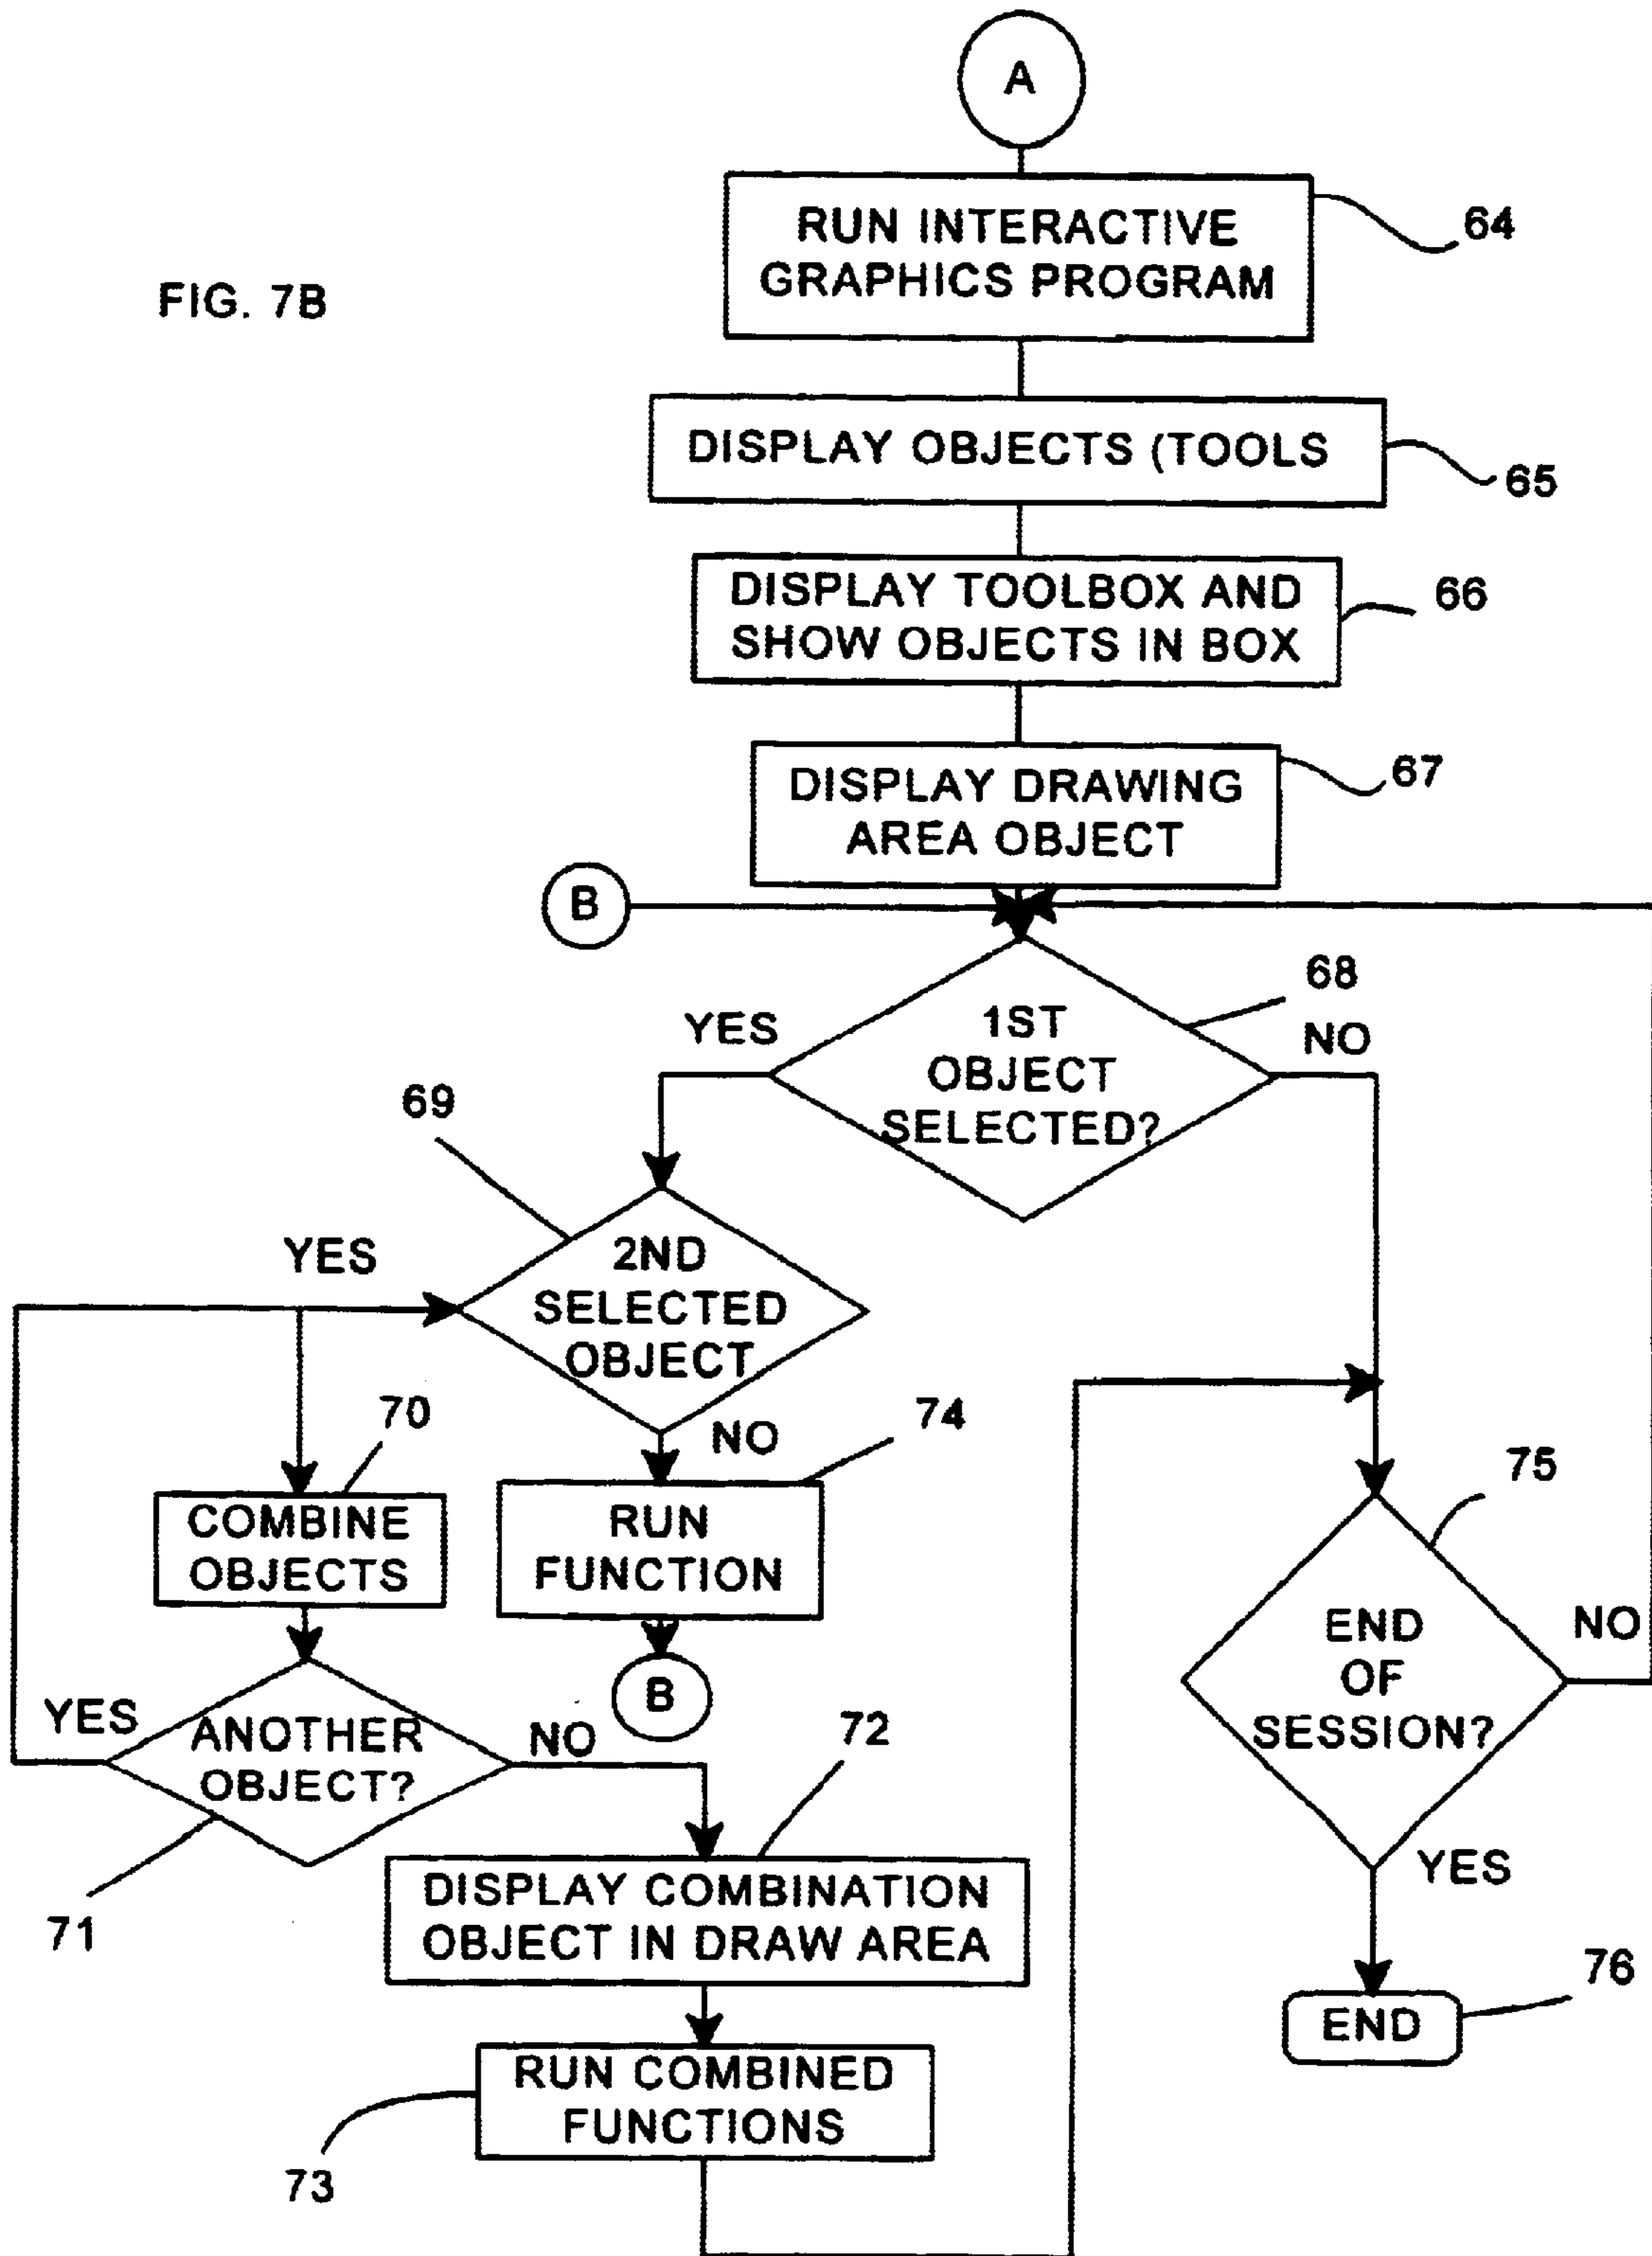 A
RUN INTERACTIVE
GRAPHICS PROGRAM
64
FIG. 7B
DISPLAY OBJECTS (TOOLS
65
DISPLAY TOOLBOX AND
SHOW OBJECTS IN BOX
66
DISPLAY DRAWING
AREA OBJECT
67
B
68
YES
1ST
OBJECT
SELECTED?
NO
69
YES
2ND
SELECTED
OBJECT
70
NO
74
COMBINE
OBJECTS
RUN
FUNCTION
75
END
OF
SESSION?
NO
B
YES
ANOTHER
OBJECT?
NO
72
71
DISPLAY COMBINATION
OBJECT IN DRAW AREA
YES
76
END
RUN COMBINED
FUNCTIONS
73